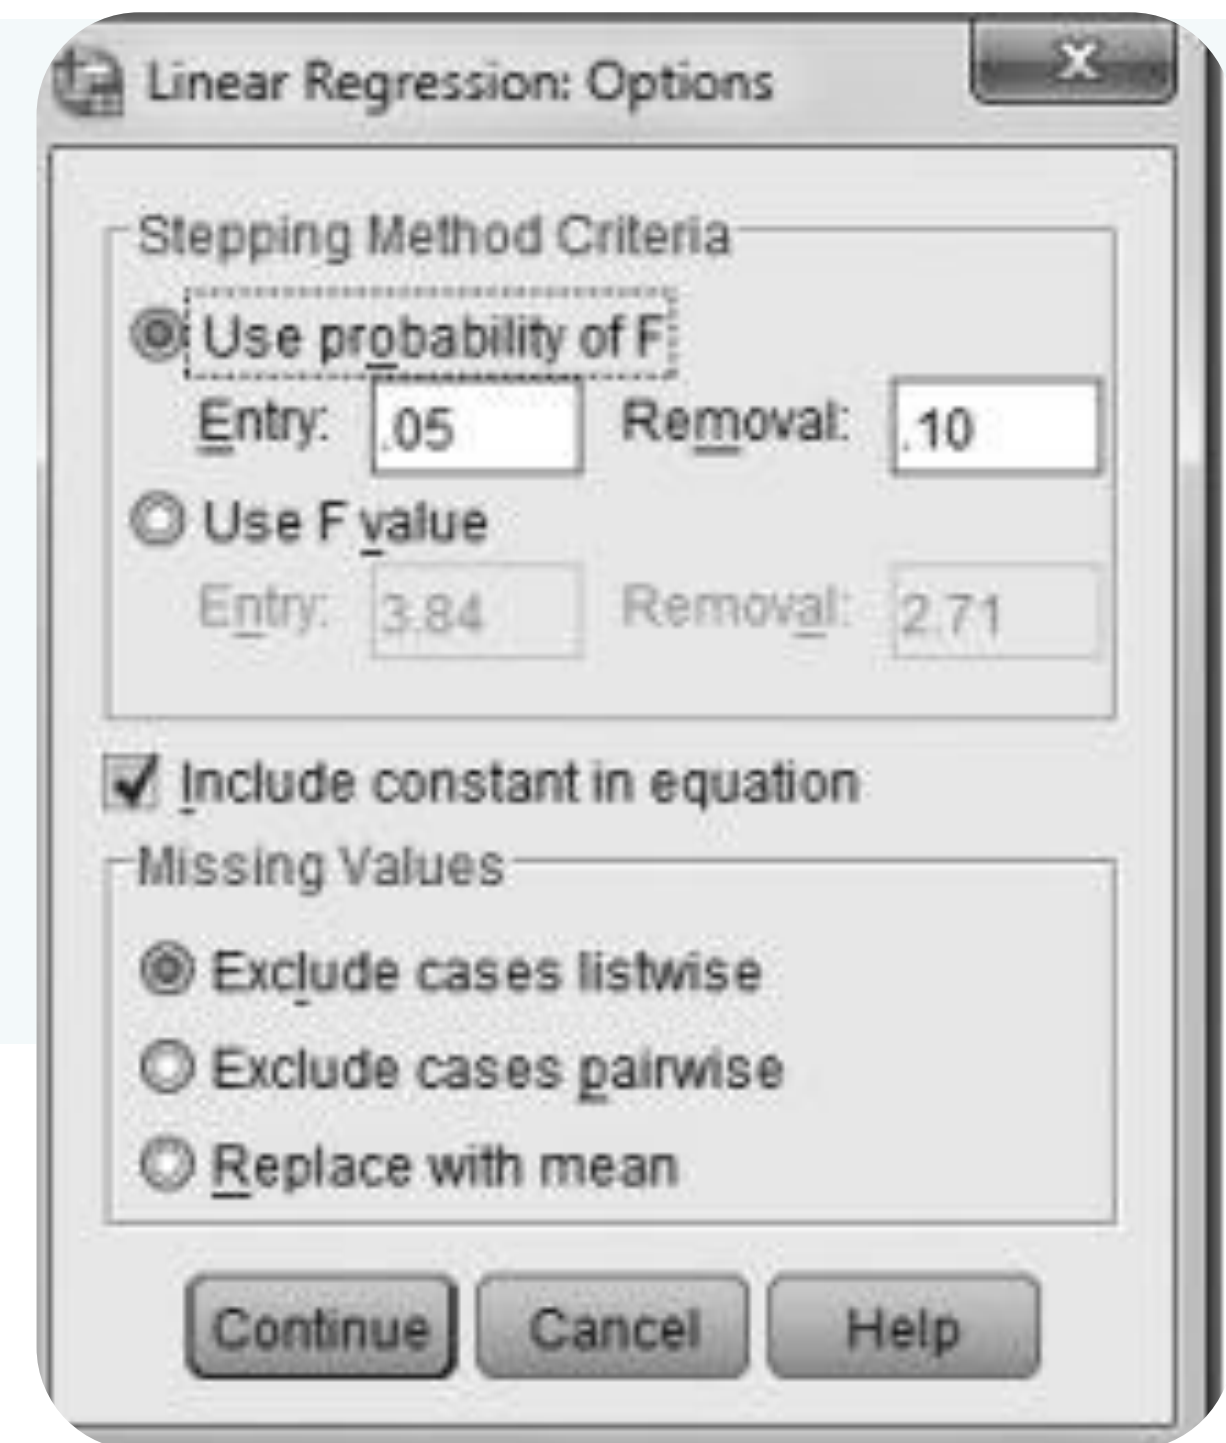 Linear Regression: Options
X
Stepping Method Criteria
Use probability of F
Entry: .05 Removal: .10
Use F value
Entry: 3.84 Removal: 2.71
Include constant in equation
Missing Values
Exclude cases listwise
Exclude cases pairwise
Replace with mean
Continue Cancel Help